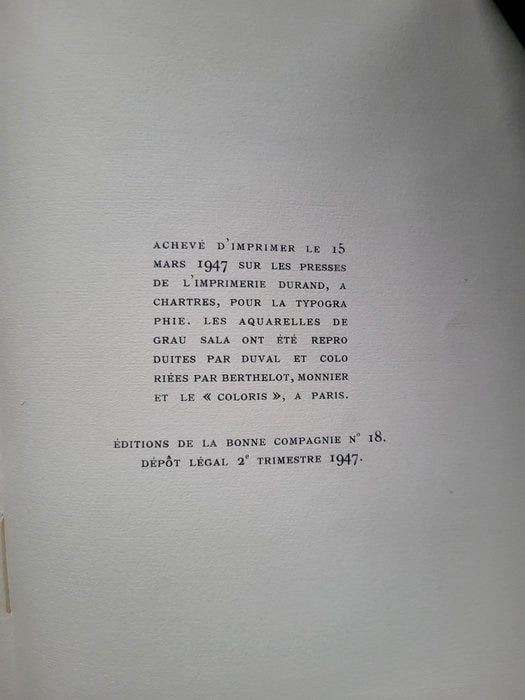 ACHEVÉ D'IMPRIMER LE 15
MARS 1947 SUR LES PRESSES
DE L'IMPRIMERIE DURAND, A
CHARTRES, POUR LA TYPOGRA
PHIE. LES AQUARELLES DE
GRAU SALA ONT ÉTÉ REPRO
DUITES PAR DUVAL ET COLO
RIÉES PAR BERTHELOT, MONNIER
ET LE « COLORIS », A PARIS.
ÉDITIONS DE LA BONNE COMPAGNIE N° 18.
DÉPÔT LÉGAL 2e TRIMESTRE 1947.